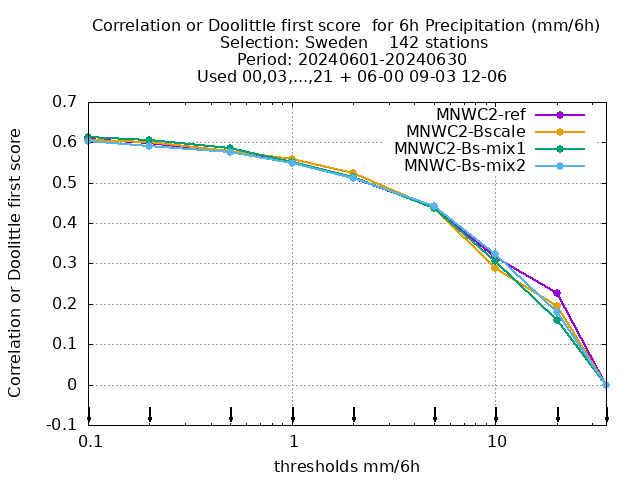 Correlation or Doolittle first score  for 6h Precipitation (mm/6h)
Selection: Sweden    142 stations
Period: 20240601-20240630
Used 00,03,...,21 + 06-00 09-03 12-06
Correlation or Doolittle first score
0.7
0.6
0.5
0.4
0.3
0.2
0.1
0
-0.1
MNWC2-ref
MNWC2-Bscale
MNWC2-Bs-mix1
MNWC-Bs-mix2
0.1 1 10
thresholds mm/6h